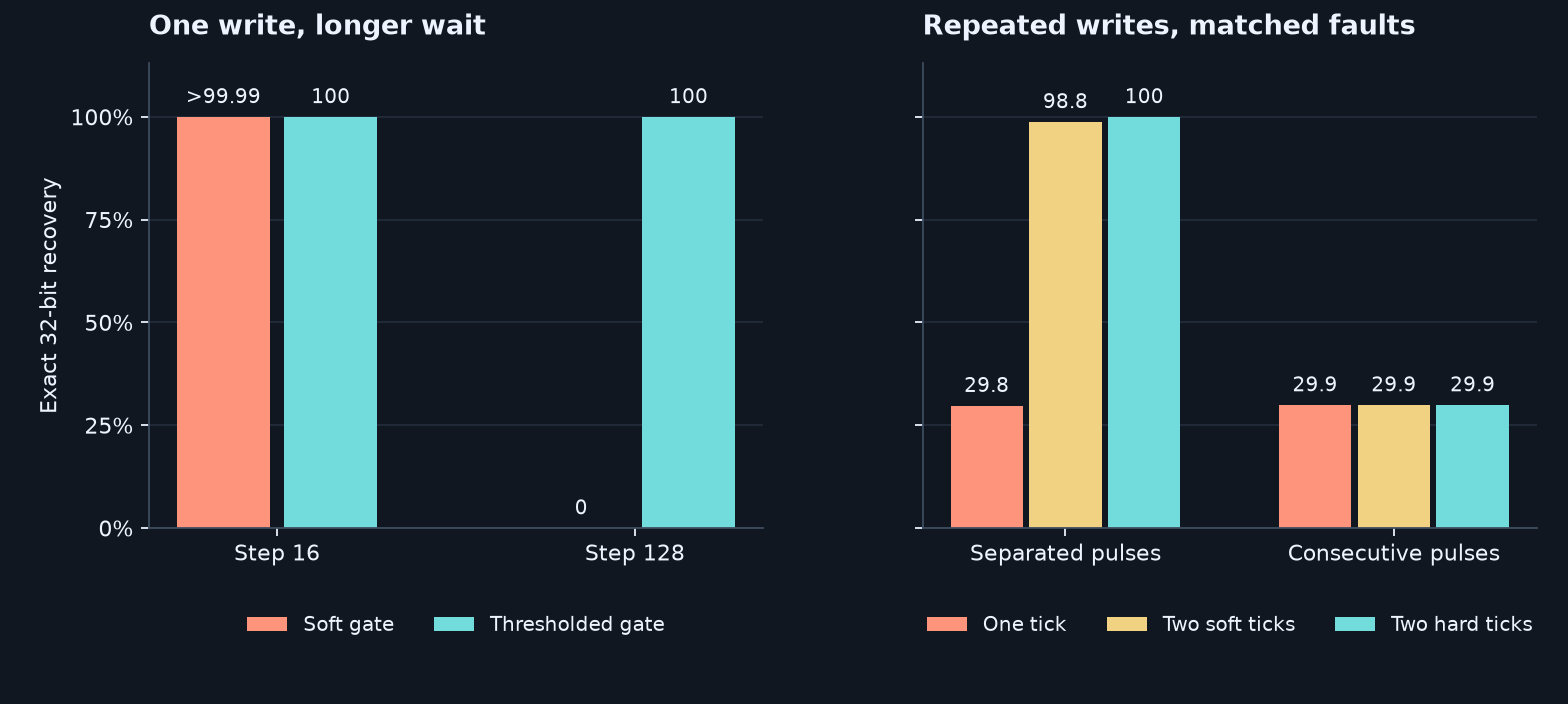 One write, longer wait
Exact 32-bit recovery
100%
75%
50%
25%
0%
>99.99
100
0
100
Step 16
Step 128
Soft gate
Thresholded gate
Repeated writes, matched faults
29.8
98.8
100
29.9
29.9
29.9
Separated pulses
Consecutive pulses
One tick
Two soft ticks
Two hard ticks